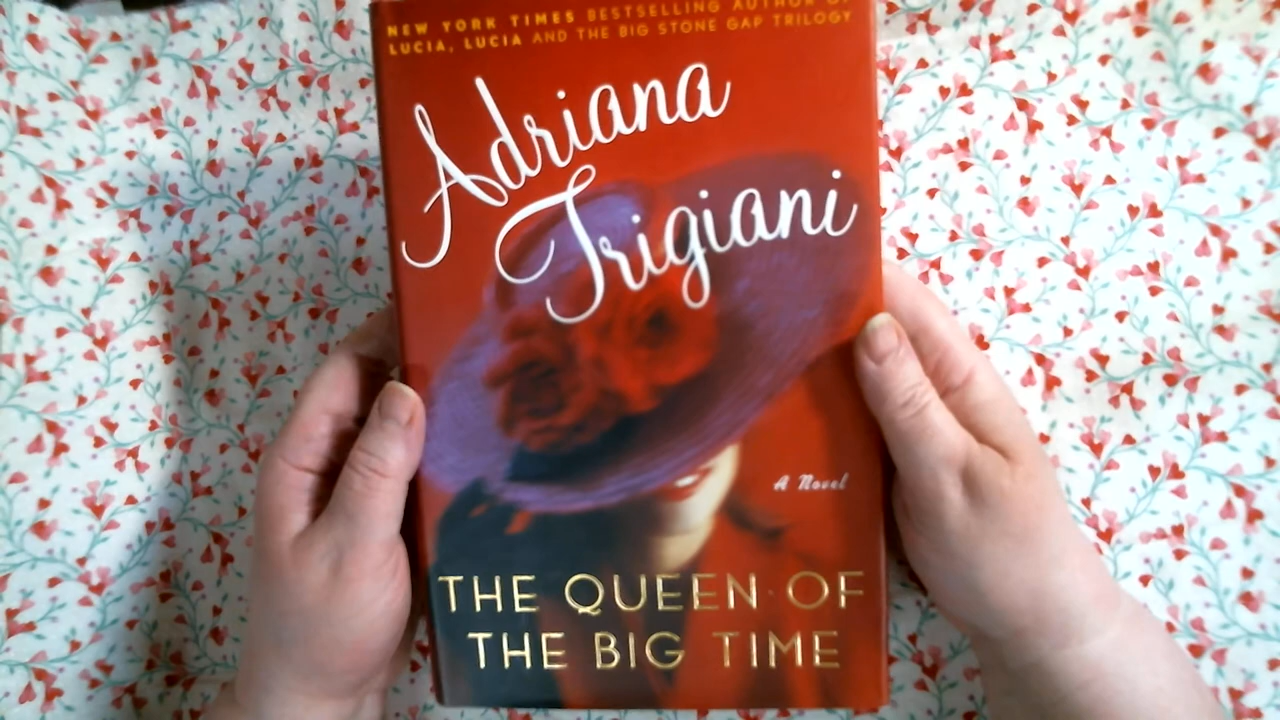 NEW YORK TIMES BESTSELLING AUTHOR OF
LUCIA, LUCIA AND THE BIG STONE GAP TRILOGY
Adriana
Trigiani
A Novel
THE QUEEN OF
THE BIG TIME